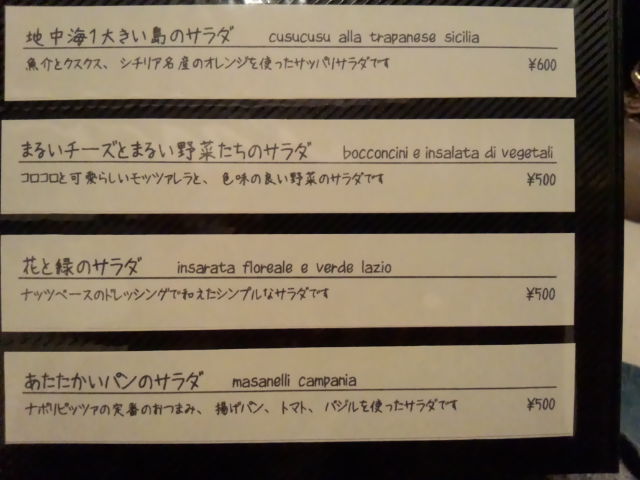 地中海1大きい島のサラダ cusucusu alla trapanese sicilia
魚介とクスクス、シチリア名産のオレンジを使ったサッパリサラダです ¥600
まるいチーズとまるい野菜たちのサラダ bocconcini e insalata di vegetali
コロコロと可愛らしいモッツァレラと、色味の良い野菜のサラダです ¥500
花と緑のサラダ insarata floreale e verde lazio
ナッツベースのドレッシングで和えたシンプルなサラダです ¥500
あたたかいパンのサラダ masanelli campania
ナポリピッツァの定番のおつまみ、揚げパン、トマト、バジルを使ったサラダです ¥500